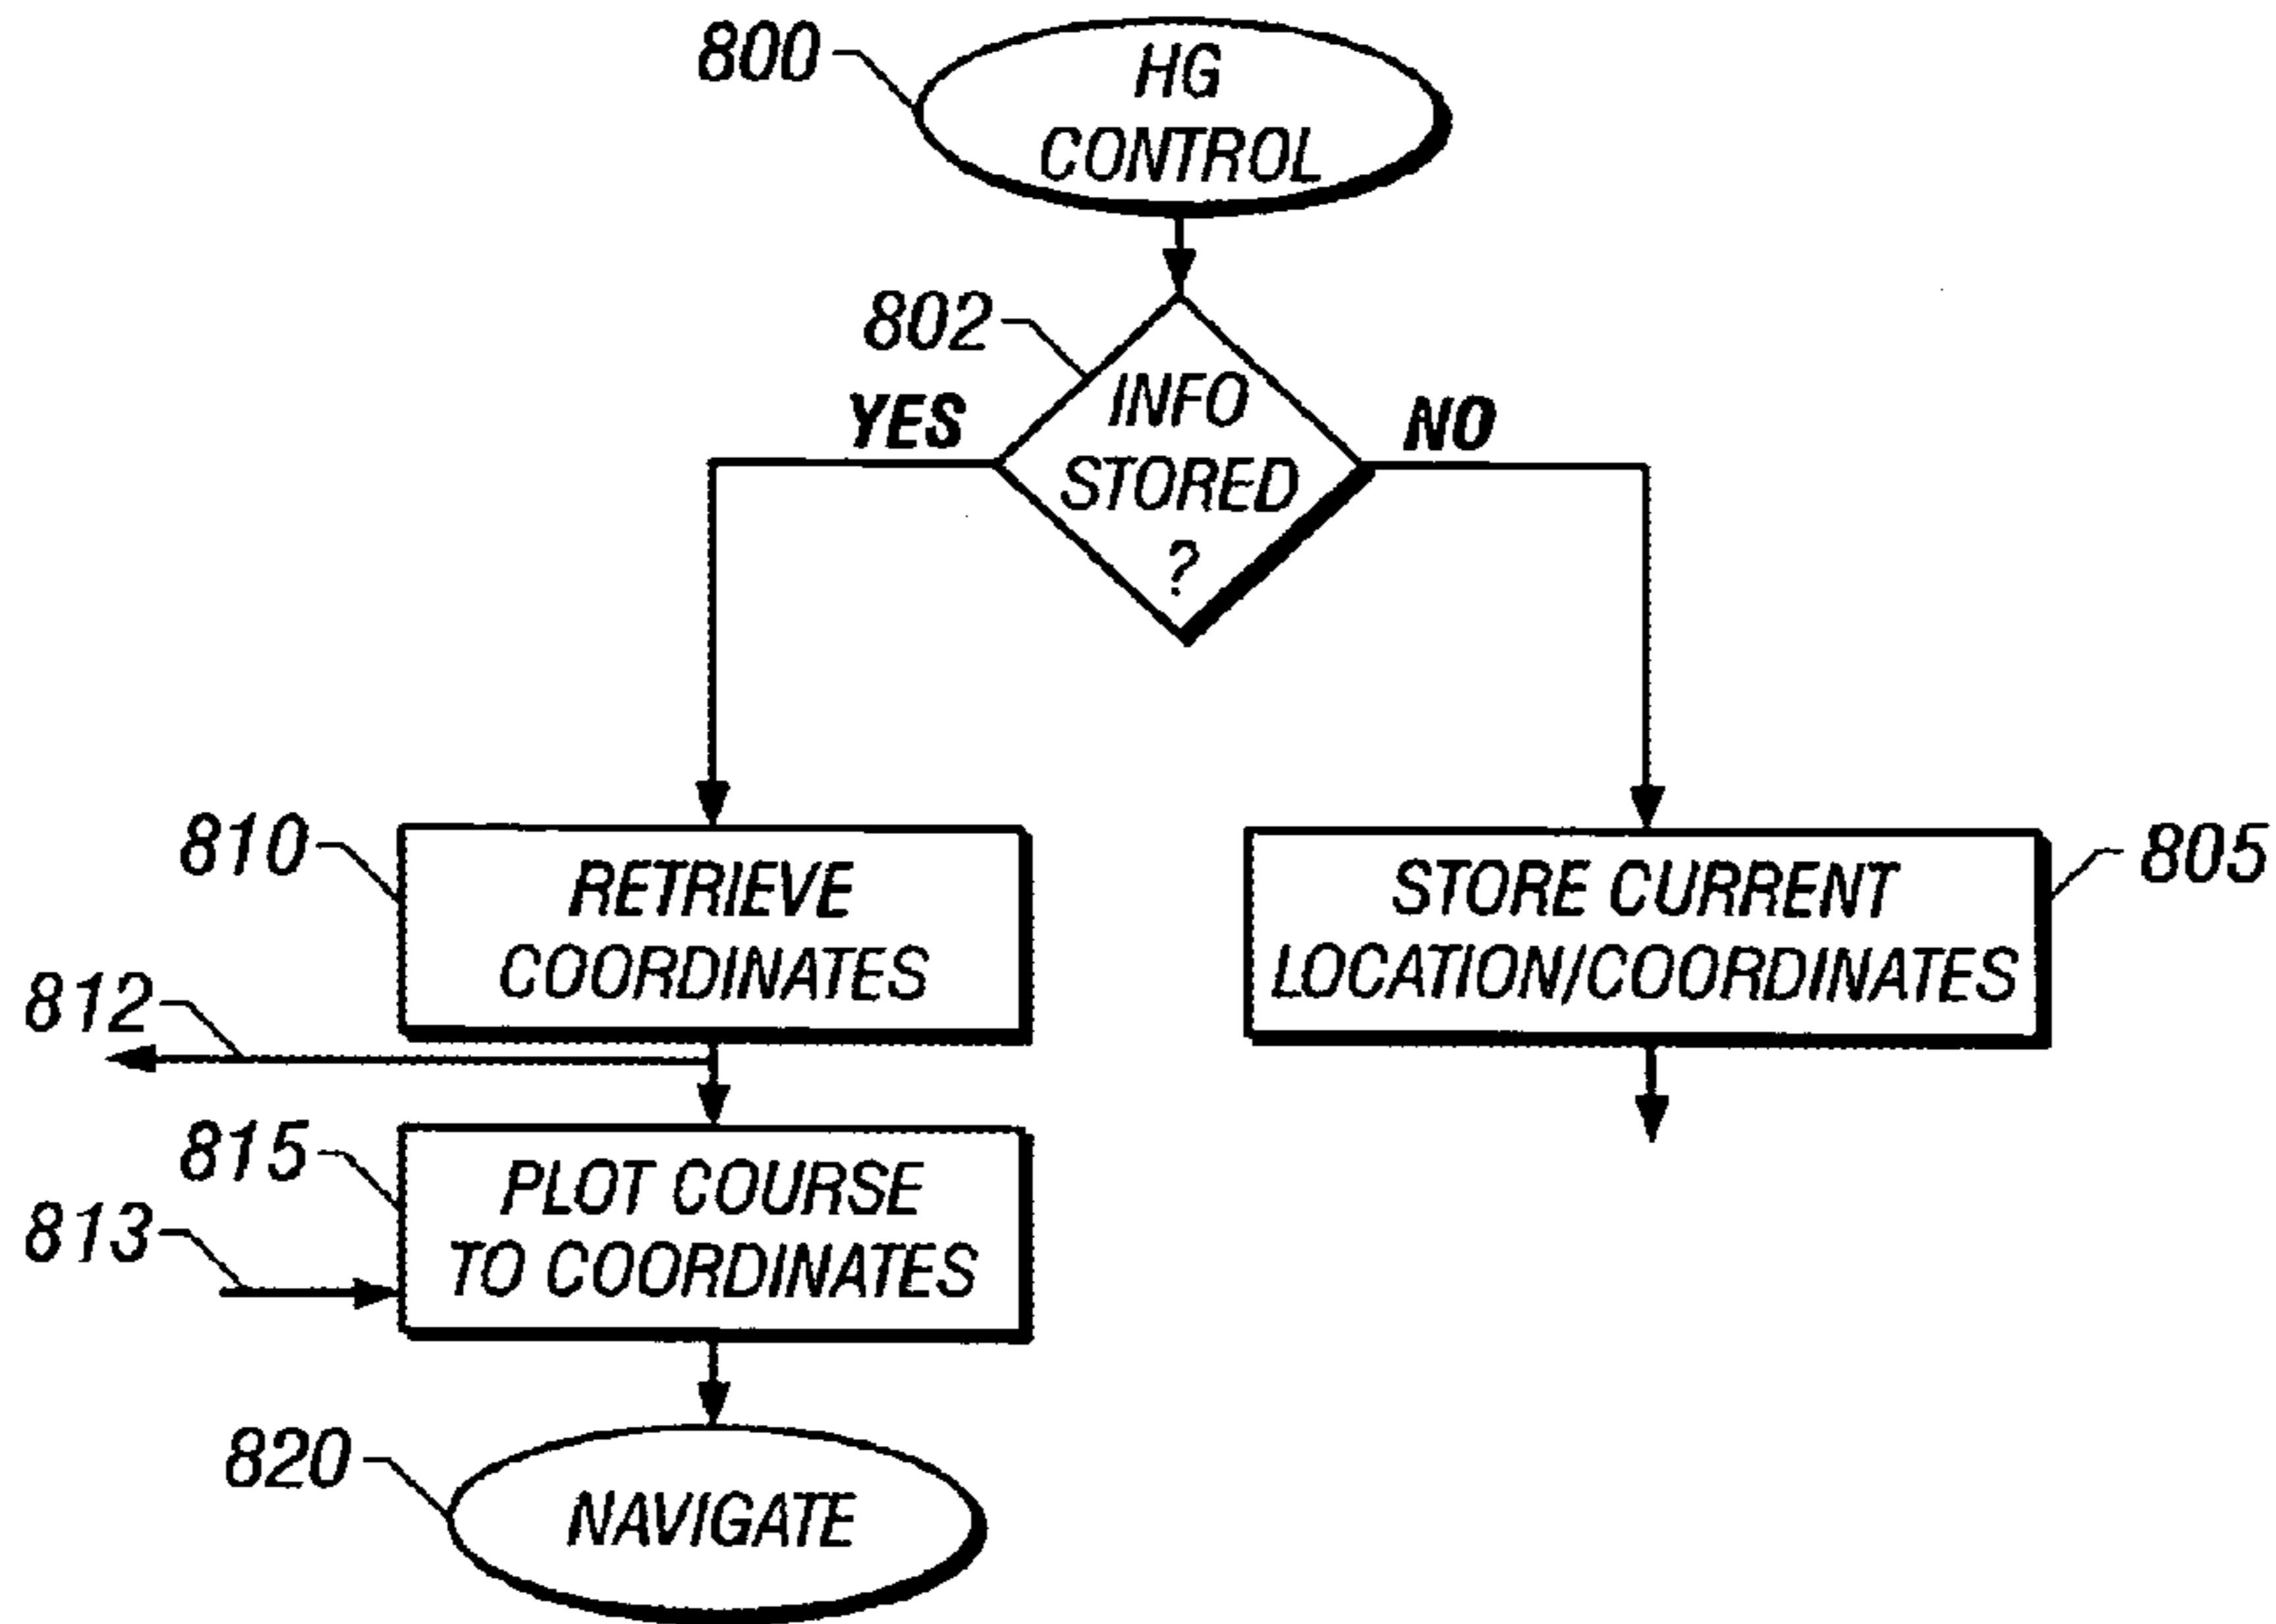 800
HG
CONTROL
802
YES
INFO
STORED
?
NO
810
RETRIEVE
COORDINATES
STORE CURRENT
LOCATION/COORDINATES
805
812
815
PLOT COURSE
TO COORDINATES
813
820
NAVIGATE